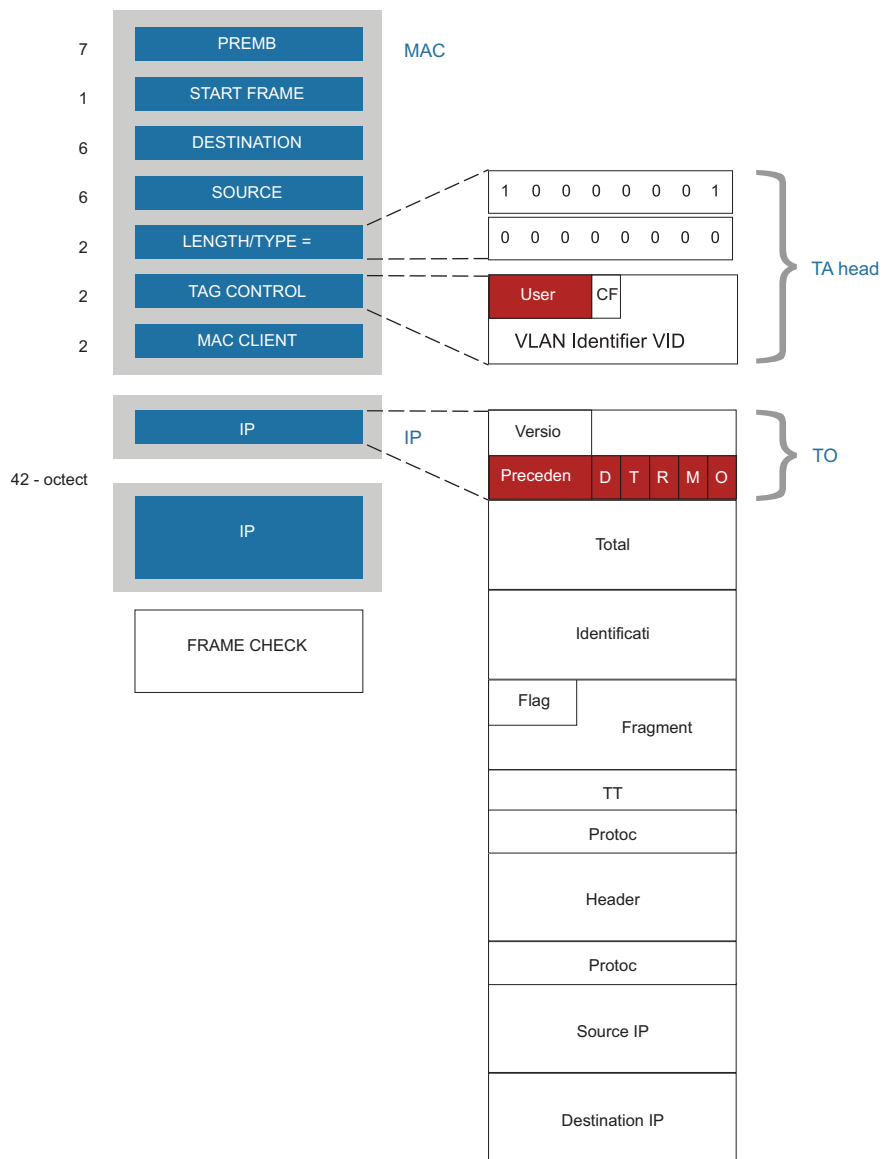 7
PREMB
MAC
1
START FRAME
6
DESTINATION
6
SOURCE
2
LENGTH/TYPE =
2
TAG CONTROL
2
MAC CLIENT
1 0 0 0 0 0 0 1
0 0 0 0 0 0 0 0
User
CF
VLAN Identifier VID
TA head
IP
IP
42 - octect
IP
FRAME CHECK
Versio
Preceden
D
T
R
M
O
TO
Total
Identificati
Flag
Fragment
TT
Protoc
Header
Protoc
Source IP
Destination IP